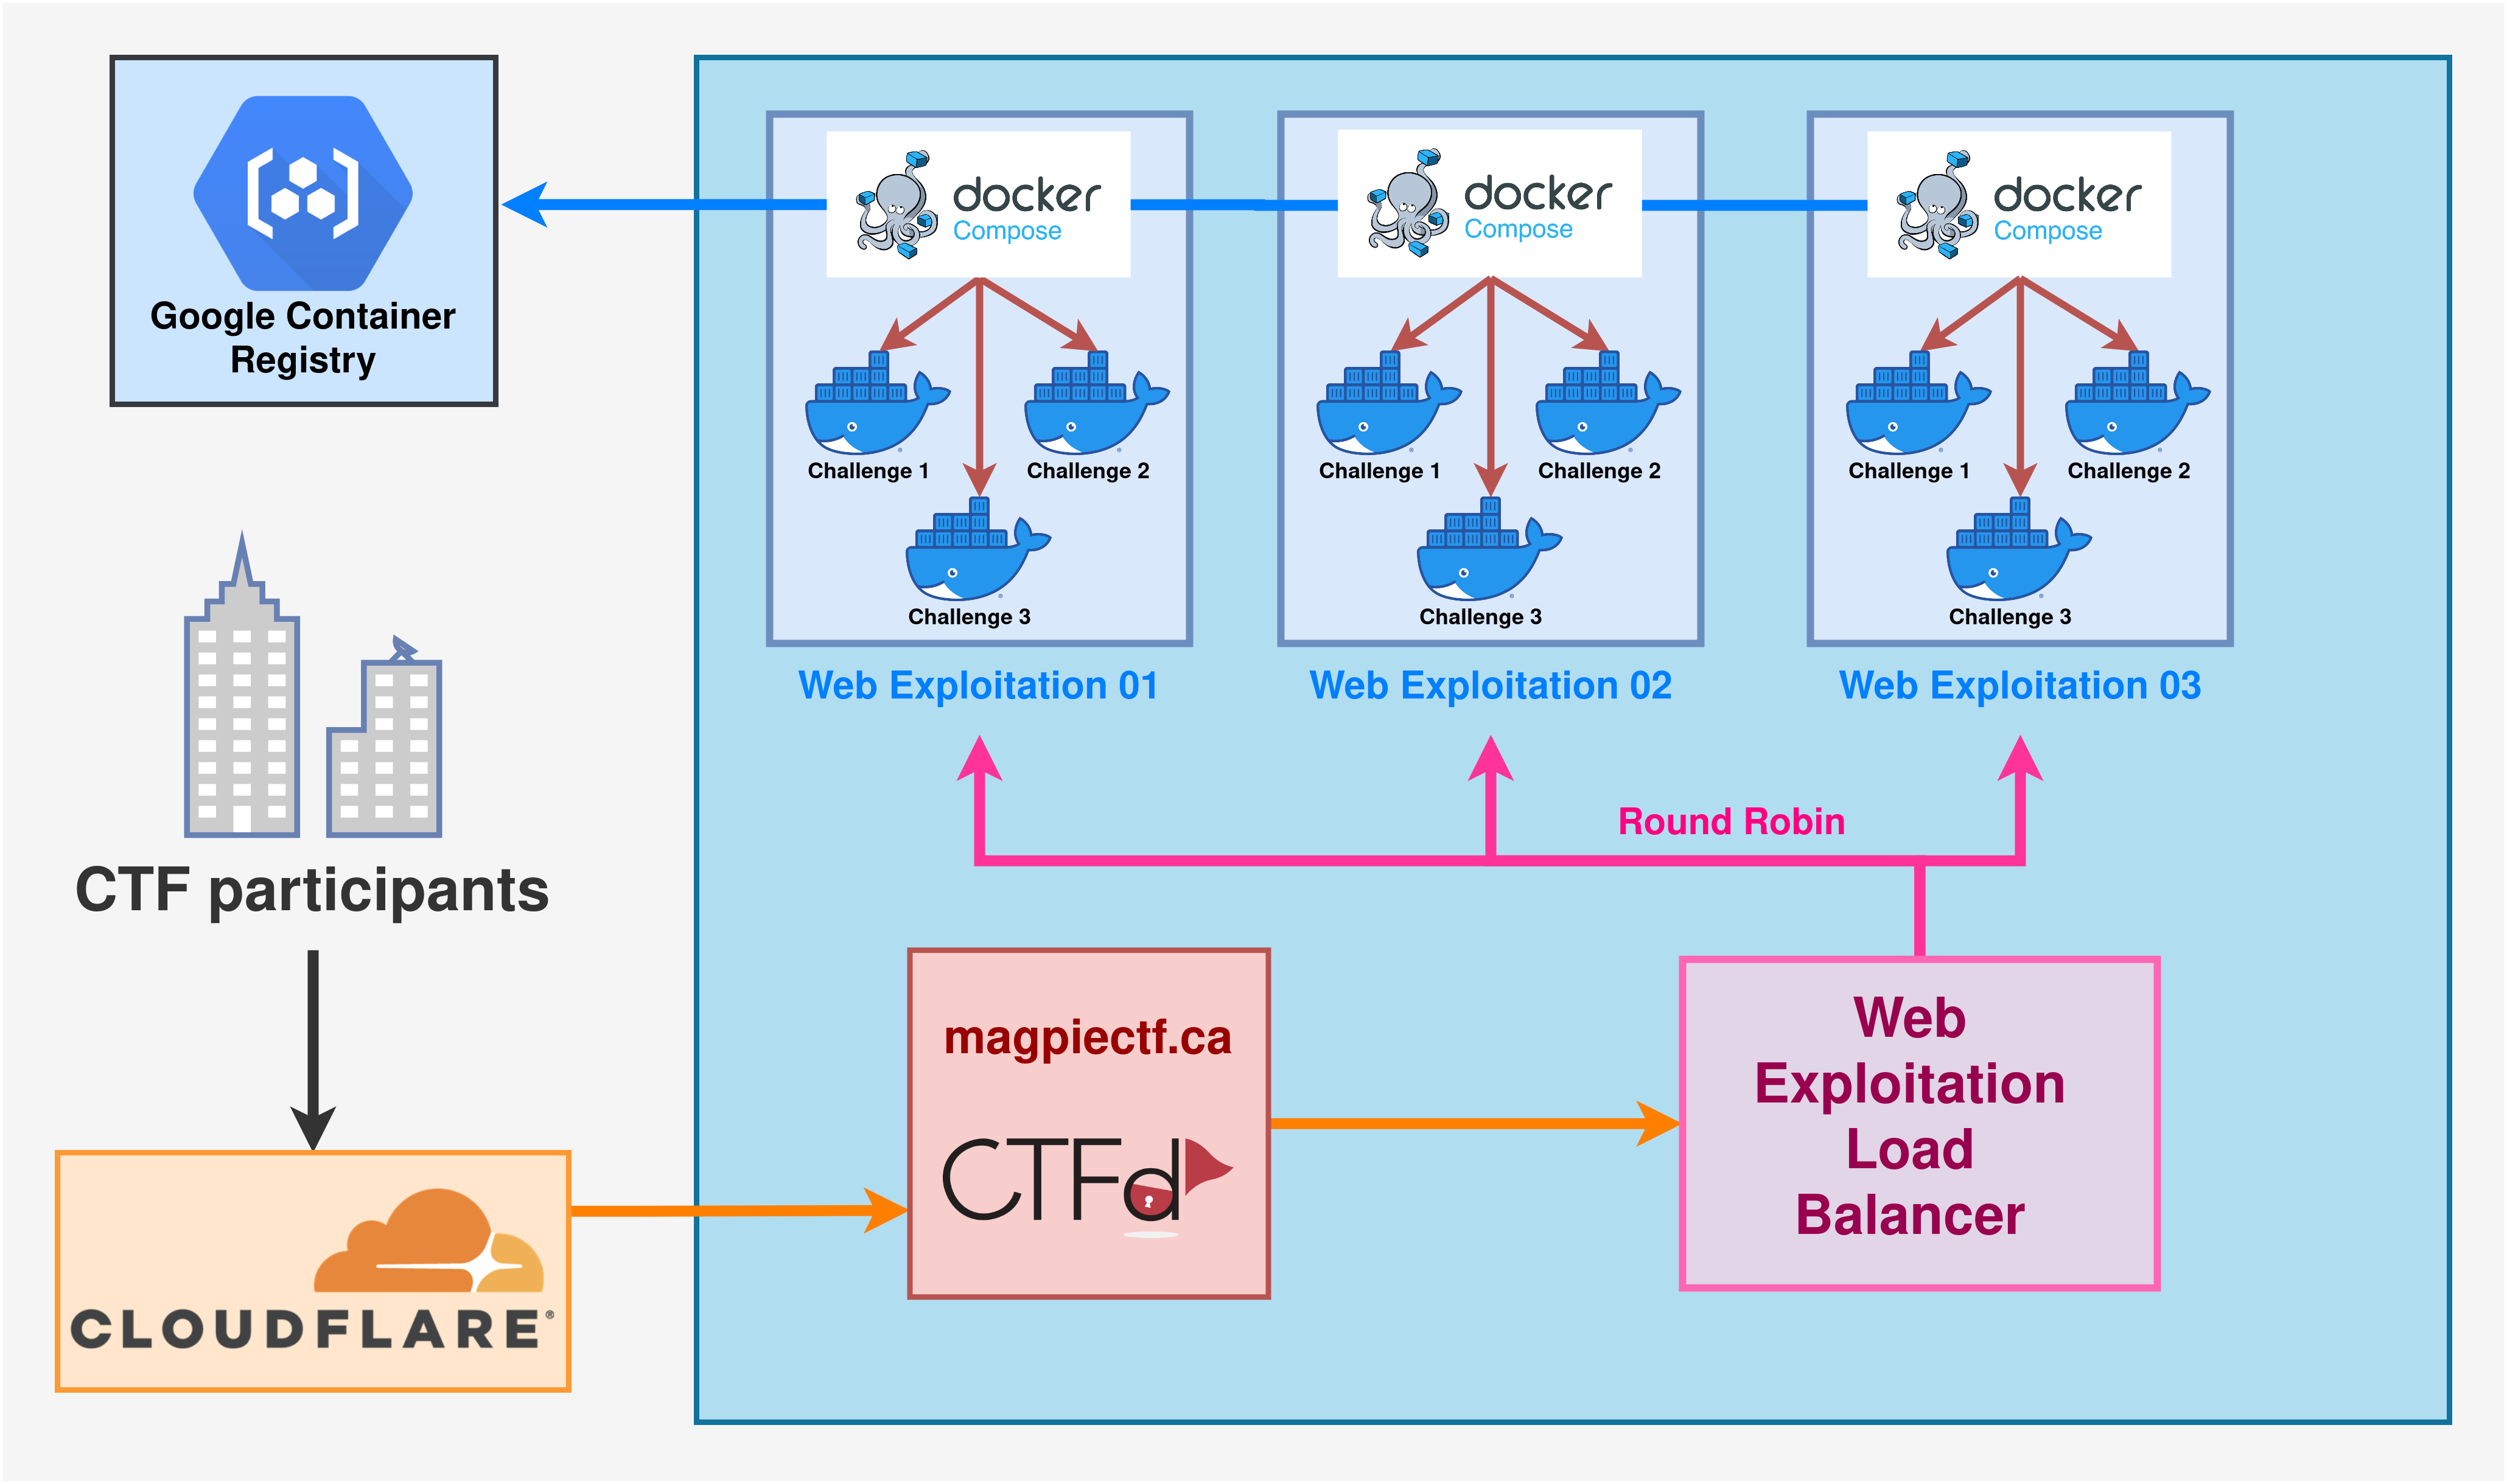 Google Container
Registry
docker
Compose
docker
Compose
docker
Compose
Challenge 1
Challenge 2
Challenge 3
Challenge 1
Challenge 2
Challenge 3
Challenge 1
Challenge 2
Challenge 3
Web Exploitation 01
Web Exploitation 02
Web Exploitation 03
Round Robin
CTF participants
CLOUDFLARE®
magpiectf.ca
CTFd
Web
Exploitation
Load
Balancer